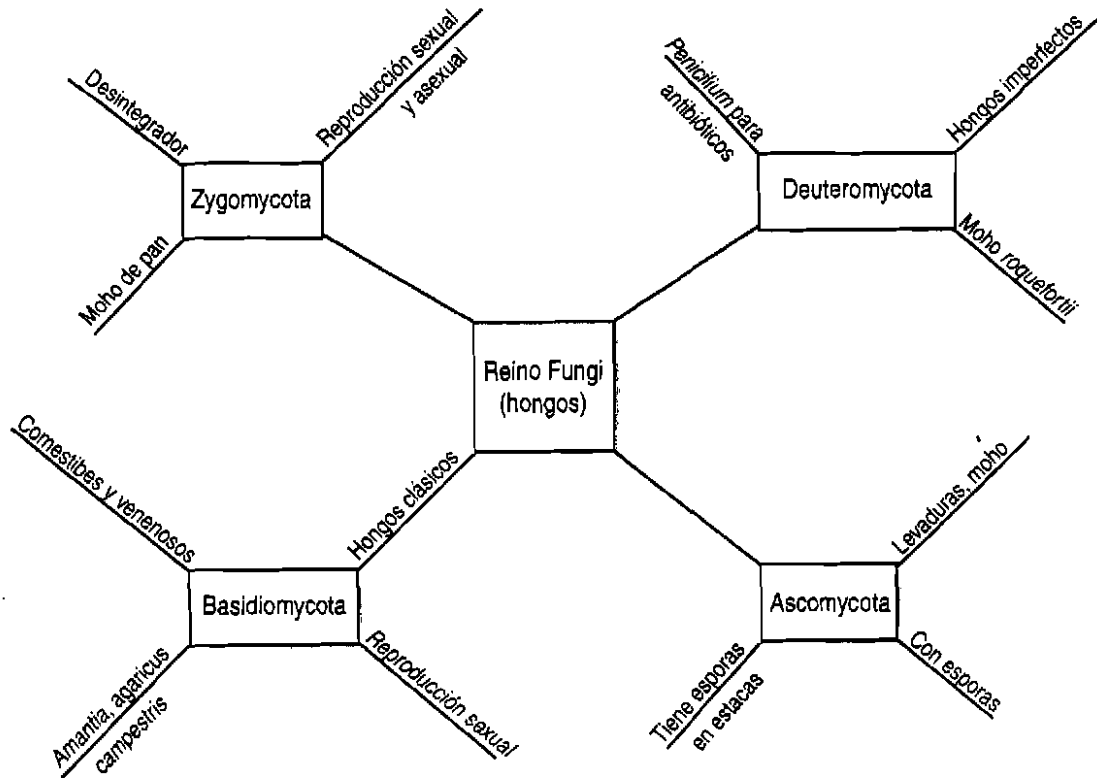 Desintegrador
Reproducción sexual
y asexual
Zygomycota
Moho de pan
Penicilium para
antibióticos
Hongos imperfectos
Deuteromycota
Moho roquefortii
Reino Fungi
(hongos)
Comestibes y venenosos
Hongos clásicos
Basidiomycota
Amantia, agaricus
campestris
Reproducción sexual
Levaduras, moho
Ascomycota
Tiene esporas
en estacas
Con esporas